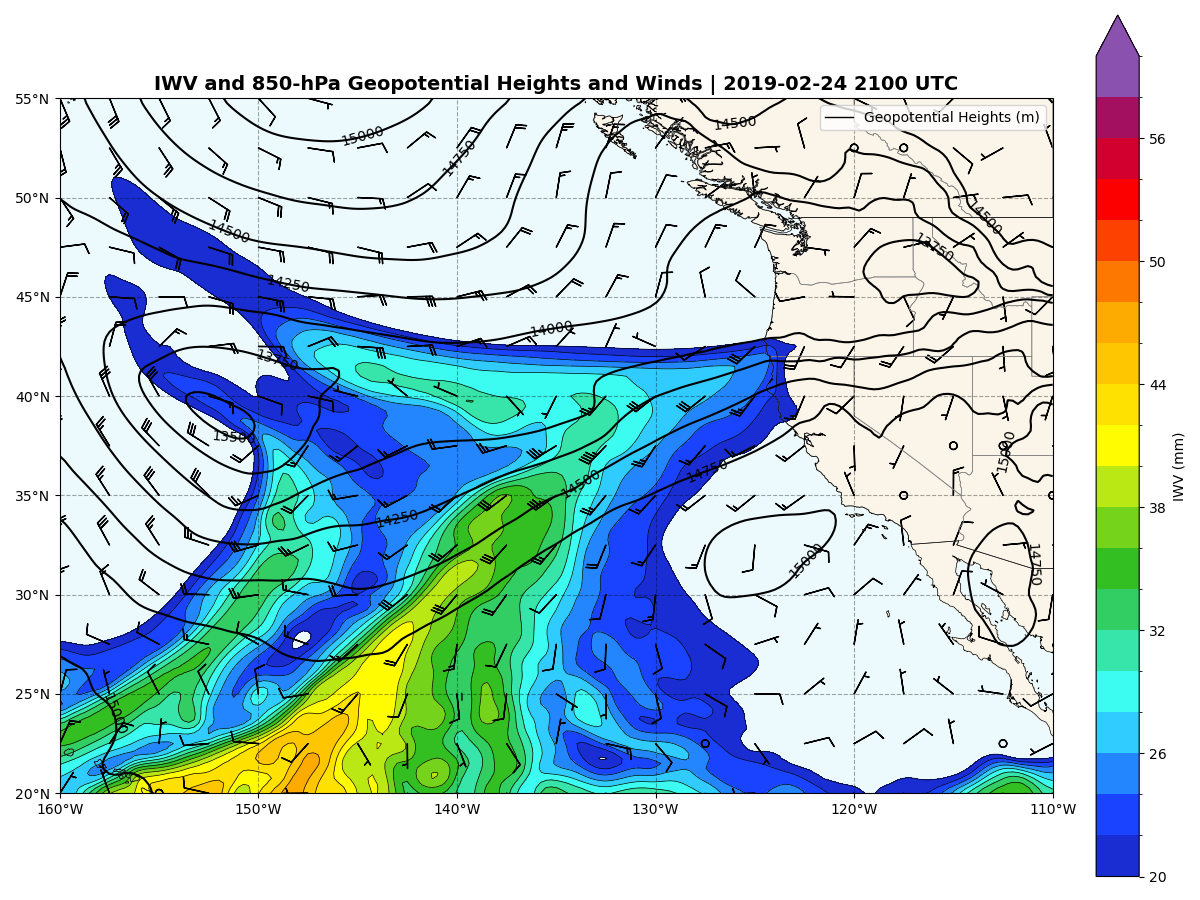 IWV and 850-hPa Geopotential Heights and Winds | 2019-02-24 2100 UTC
Geopotential Heights (m)
55°N
50°N
45°N
40°N
35°N
30°N
25°N
20°N
160°W
150°W
140°W
130°W
120°W
110°W
15000
14750
14500
14250
14000
13750
13500
14250
14500
14750
15000
15000
14500
14500
13750
15000
14750
56
50
44
38
32
26
20
IWV (mm)